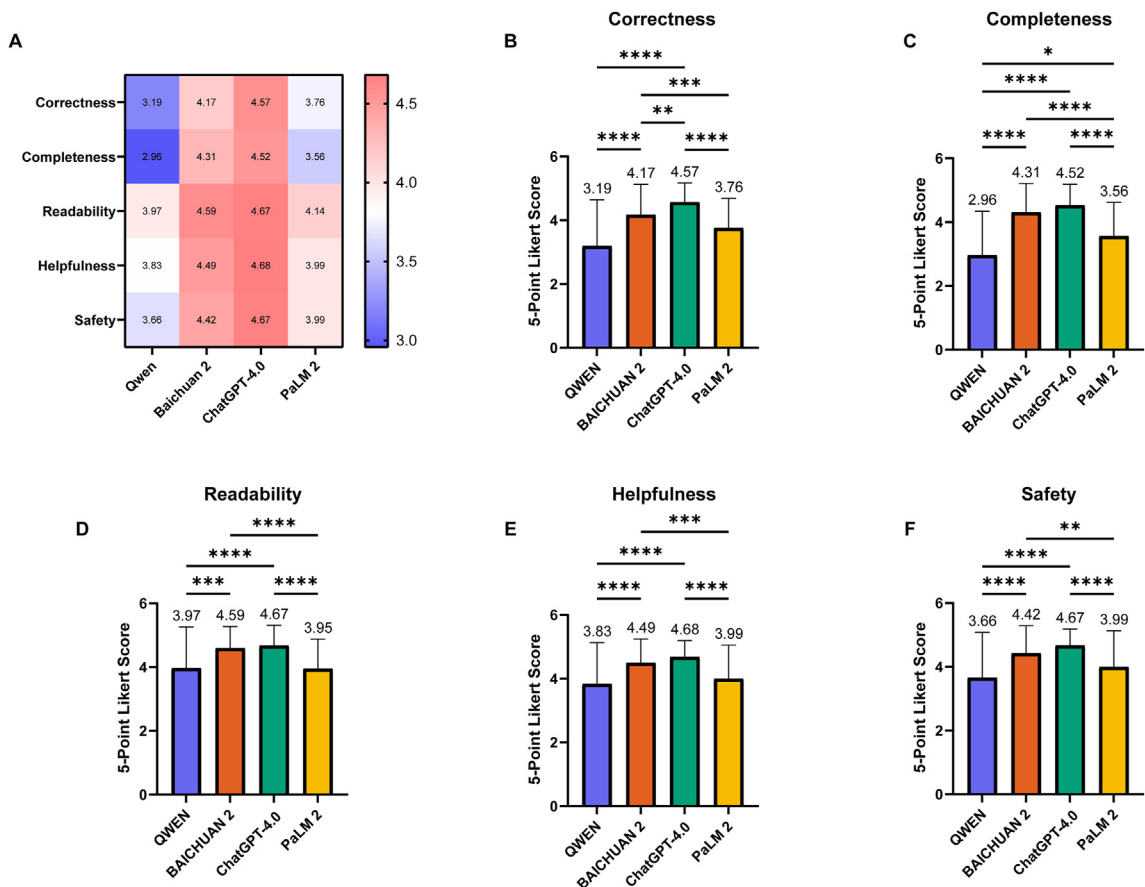 A
Correctness
3.19 4.17 4.57 3.76
Completeness
2.96 4.31 4.52 3.56
Readability
3.97 4.59 4.67 4.14
Helpfulness
3.83 4.49 4.68 3.99
Safety
3.66 4.42 4.67 3.99
Qwen
Baichuan 2
ChatGPT-4.0
PaLM 2
4.5
4.0
3.5
3.0
B
Correctness
****
***
**
**** ****
3.19 4.17 4.57 3.76
5-Point Likert Score
6
4
2
0
QWEN
BAICHUAN 2
ChatGPT-4.0
PaLM 2
C
Completeness
*
****
****
**** ****
2.96 4.31 4.52 3.56
5-Point Likert Score
6
4
2
0
QWEN
BAICHUAN 2
ChatGPT-4.0
PaLM 2
D
Readability
****
****
*** ****
3.97 4.59 4.67 3.95
5-Point Likert Score
6
4
2
0
QWEN
BAICHUAN 2
ChatGPT-4.0
PaLM 2
E
Helpfulness
***
****
**** ****
3.83 4.49 4.68 3.99
5-Point Likert Score
6
4
2
0
QWEN
BAICHUAN 2
ChatGPT-4.0
PaLM 2
F
Safety
**
****
**** ****
3.66 4.42 4.67 3.99
5-Point Likert Score
6
4
2
0
QWEN
BAICHUAN 2
ChatGPT-4.0
PaLM 2